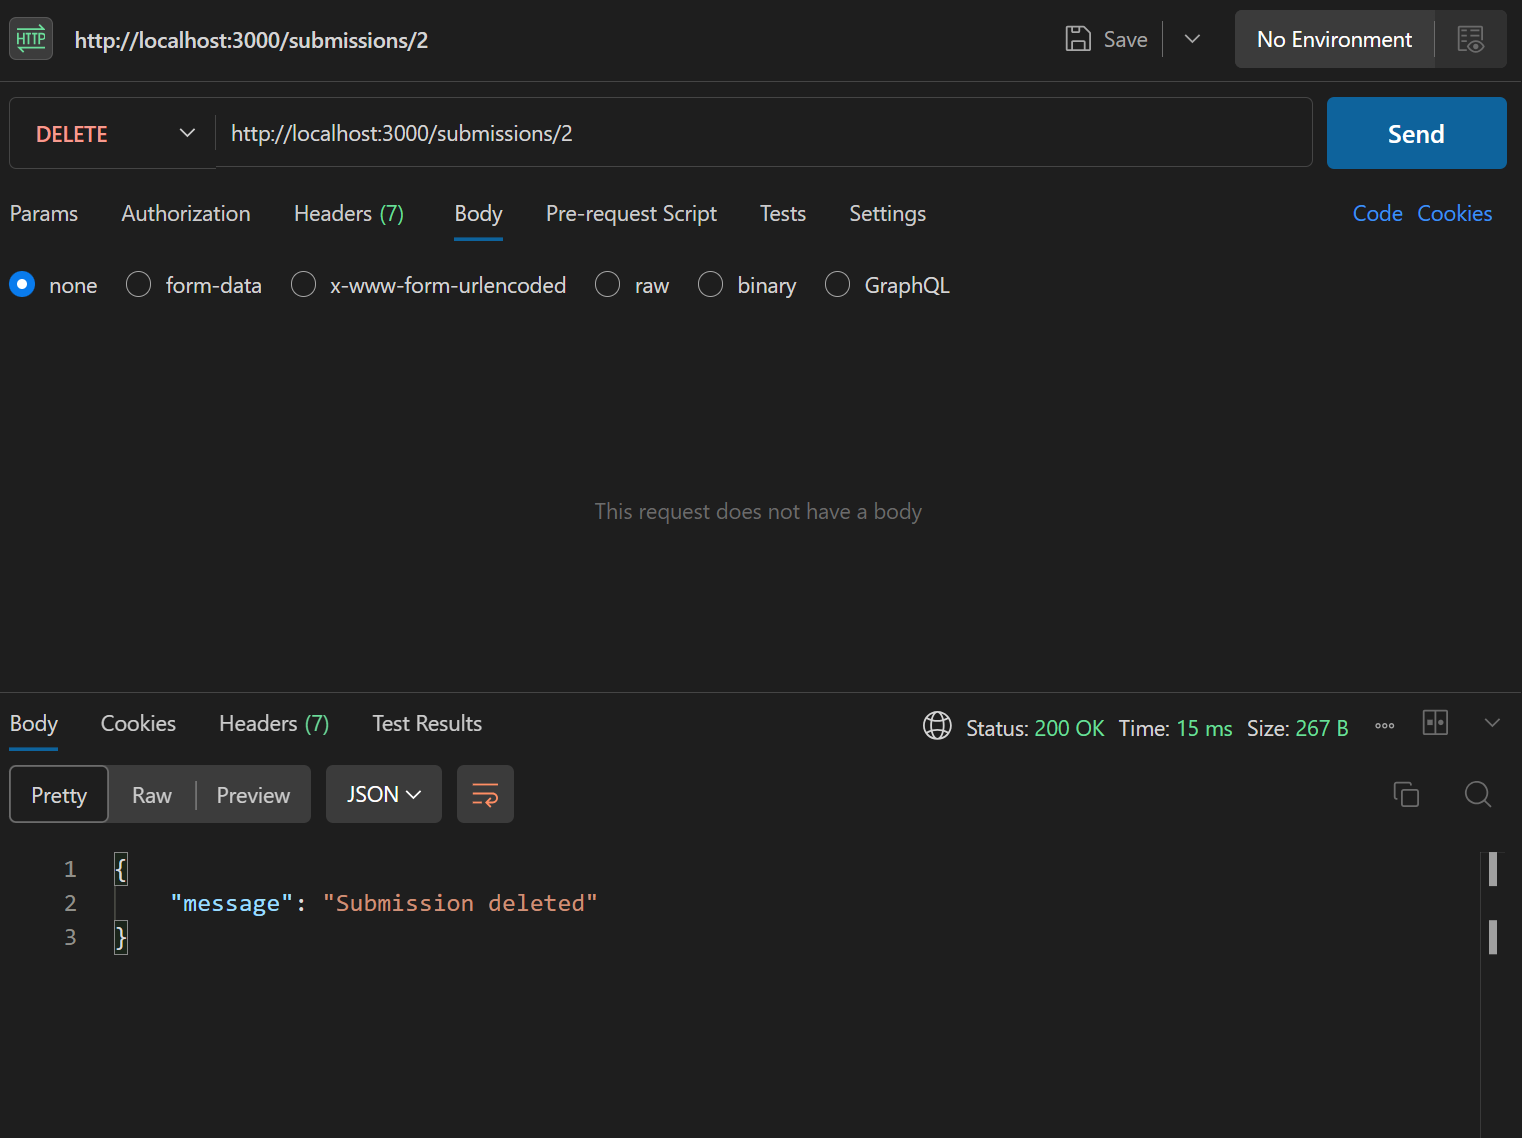 HTTP http://localhost:3000/submissions/2 Save No Environment
DELETE http://localhost:3000/submissions/2 Send
Params Authorization Headers (7) Body Pre-request Script Tests Settings Code Cookies
none form-data x-www-form-urlencoded raw binary GraphQL
This request does not have a body
Body Cookies Headers (7) Test Results Status: 200 OK Time: 15 ms Size: 267 B
Pretty Raw Preview JSON
1 {
2 "message": "Submission deleted"
3 }